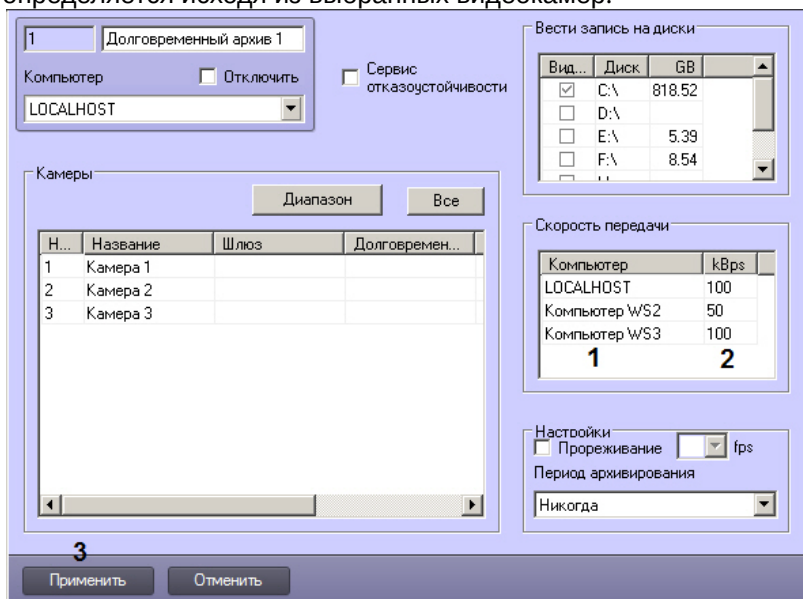 определяется исходя из выбранных видеокамер.
1 Долговременный архив 1
Компьютер Отключить
LOCALHOST
Сервис
отказоустойчивости
Вести запись на диски
Вид... Диск GB
C:\ 818.52
D:\
E:\ 5.39
F:\ 8.54
Камеры
Диапазон Все
Н... Название Шлюз Долговремен...
1 Камера 1
2 Камера 2
3 Камера 3
Скорость передачи
Компьютер kBps
LOCALHOST 100
Компьютер WS2 50
Компьютер WS3 100
1 2
Настройки
Прореживание fps
Период архивирования
Никогда
3
Применить Отменить